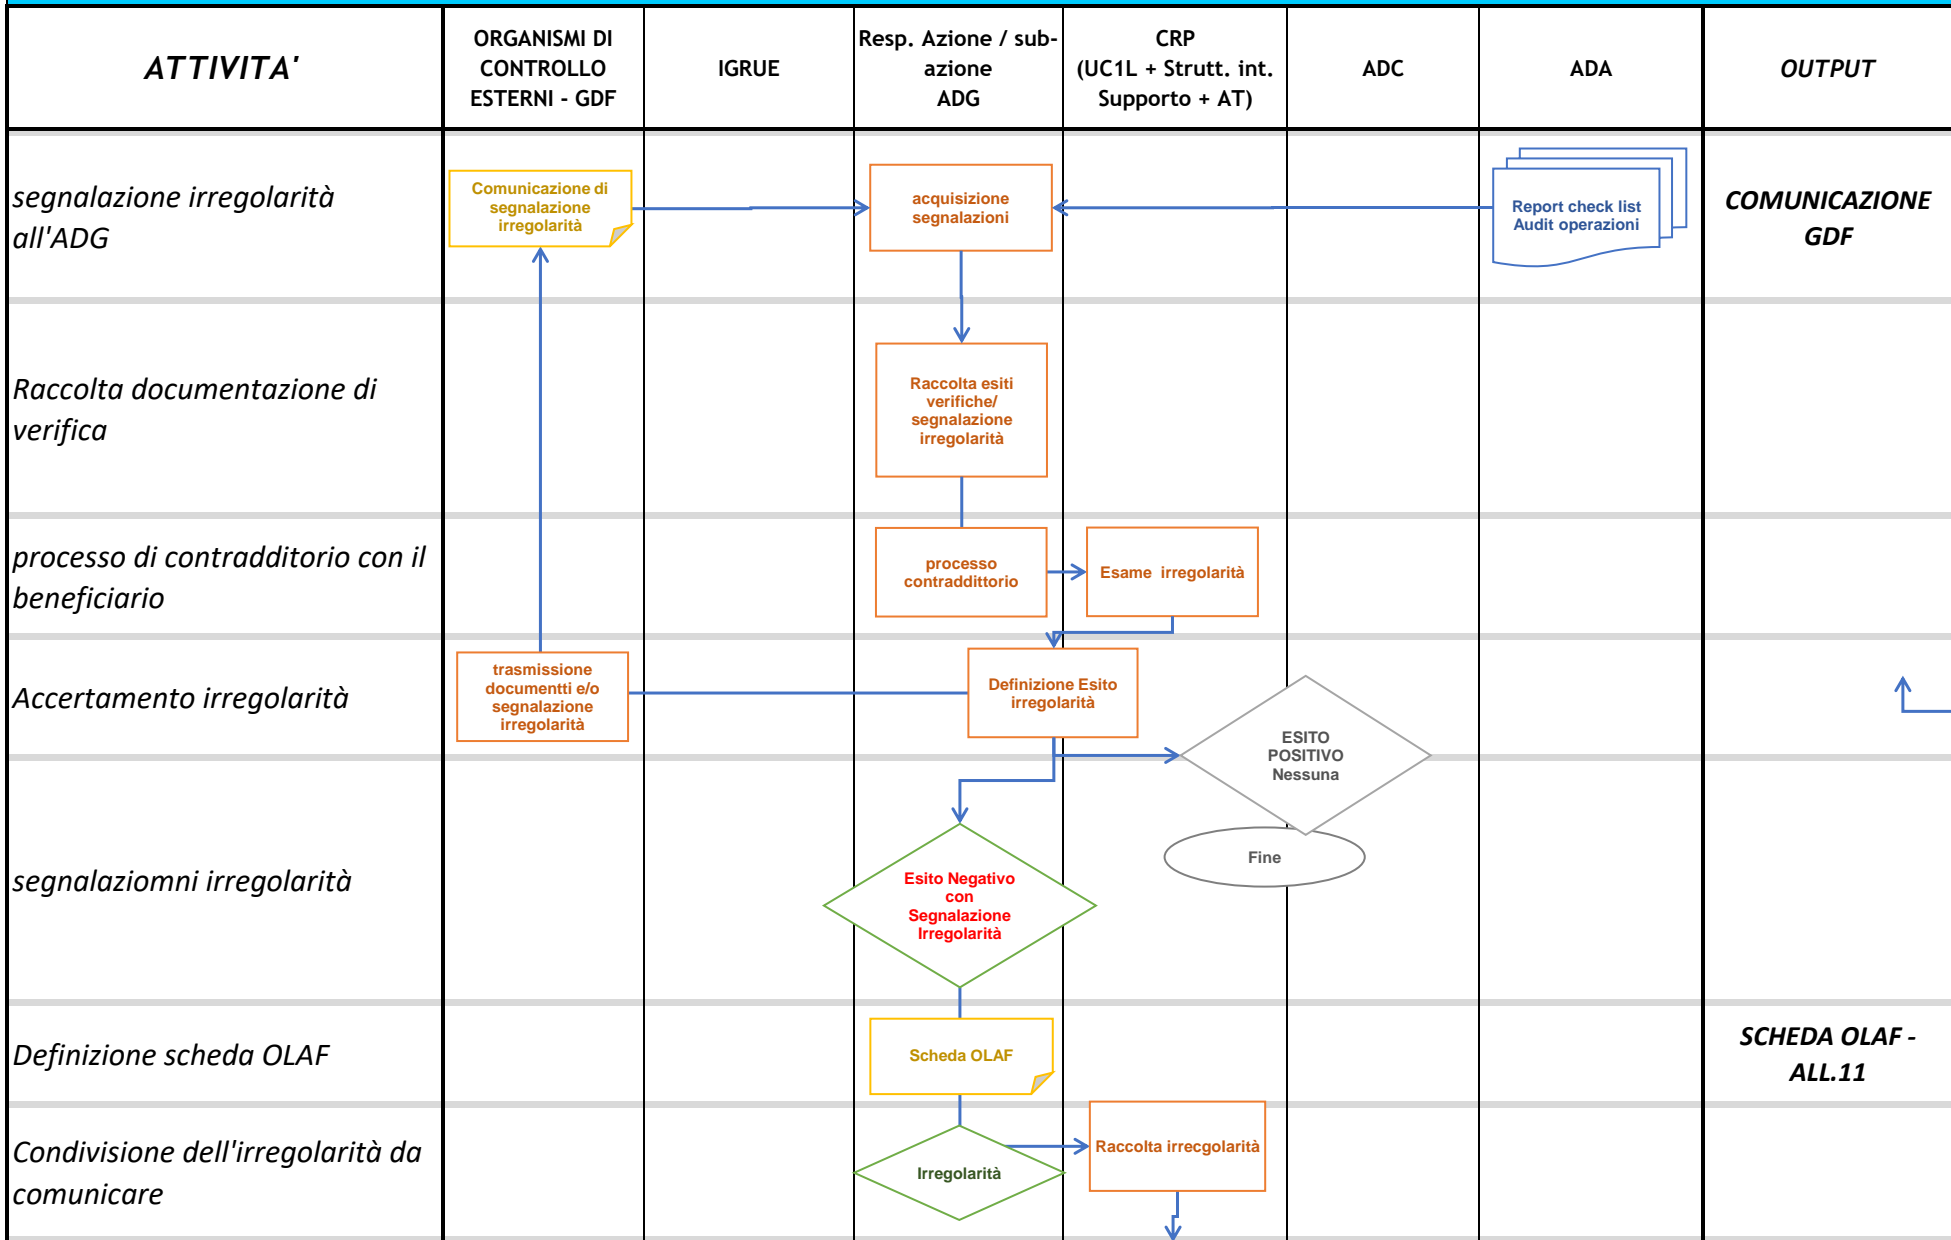 ATTIVITA'
ORGANISMI DI
CONTROLLO
ESTERNI - GDF
IGRUE
Resp. Azione / sub-
azione
ADG
CRP
(UC1L + Strutt. int.
Supporto + AT)
ADC
ADA
OUTPUT
segnalazione irregolarità
all'ADG
Comunicazione di
segnalazione
irregolarità
acquisizione
segnalazioni
Report check list
Audit operazioni
COMUNICAZIONE
GDF
Raccolta documentazione di
verifica
Raccolta esiti
verifiche/
segnalazione
irregolarità
processo di contradditorio con il
beneficiario
processo
contraddittorio
Esame irregolarità
Accertamento irregolarità
trasmissione
documentti e/o
segnalazione
irregolarità
Definizione Esito
irregolarità
ESITO
POSITIVO
Nessuna
segnalaziomni irregolarità
Esito Negativo
con
Segnalazione
Irregolarità
Fine
Definizione scheda OLAF
Scheda OLAF
SCHEDA OLAF -
ALL.11
Condivisione dell'irregolarità da
comunicare
Irregolarità
Raccolta irrecgolarità